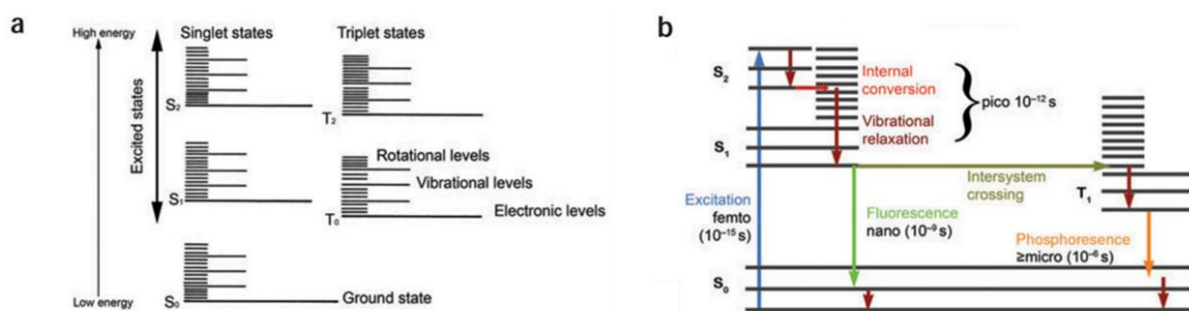 a
High energy
Singlet states
Triplet states
Excited states
S2
T2
Rotational levels
S1
Vibrational levels
T0
Electronic levels
S0
Ground state
Low energy
b
S2
Internal
conversion
pico 10–12 s
Vibrational
relaxation
S1
Intersystem
crossing
T1
Excitation
femto
(10–15 s)
Fluorescence
nano (10–9 s)
Phosphoresence
≥micro (10–6 s)
S0